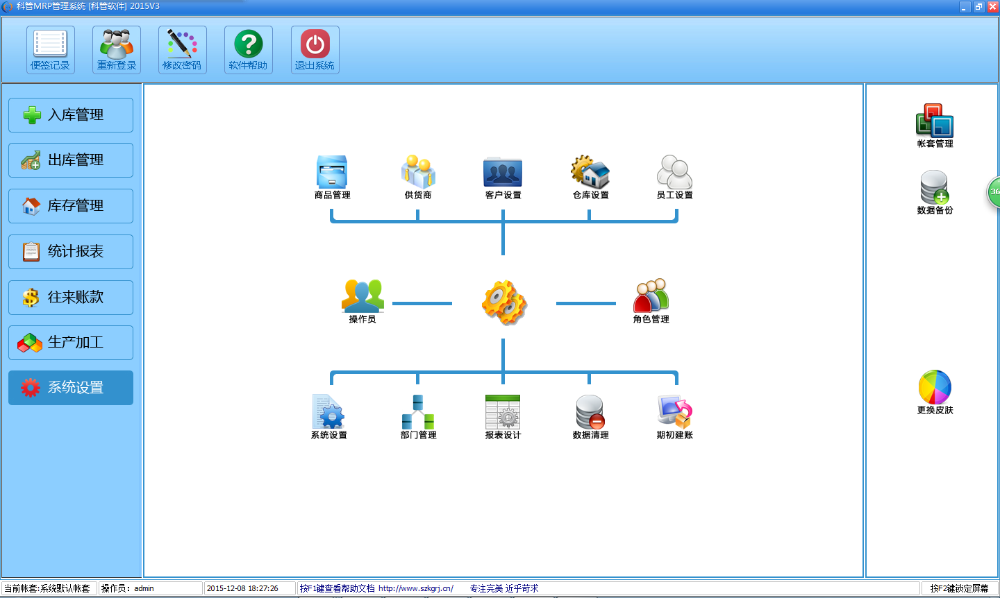 科管MRP管理系统 [科管软件] 2015V3
便签记录
重新登录
修改密码
软件帮助
退出系统
入库管理
出库管理
库存管理
统计报表
往来账款
生产加工
系统设置
商品管理
供货商
客户设置
仓库设置
员工设置
操作员
角色管理
系统设置
部门管理
报表设计
数据清理
期初建账
帐套管理
数据备份
36
更换皮肤
当前帐套:系统默认帐套
操作员：admin
2015-12-08 18:27:26
按F1键查看帮助文档 http://www.szkgrj.cn/ 专注完美 近乎苛求
按F2键锁定屏幕